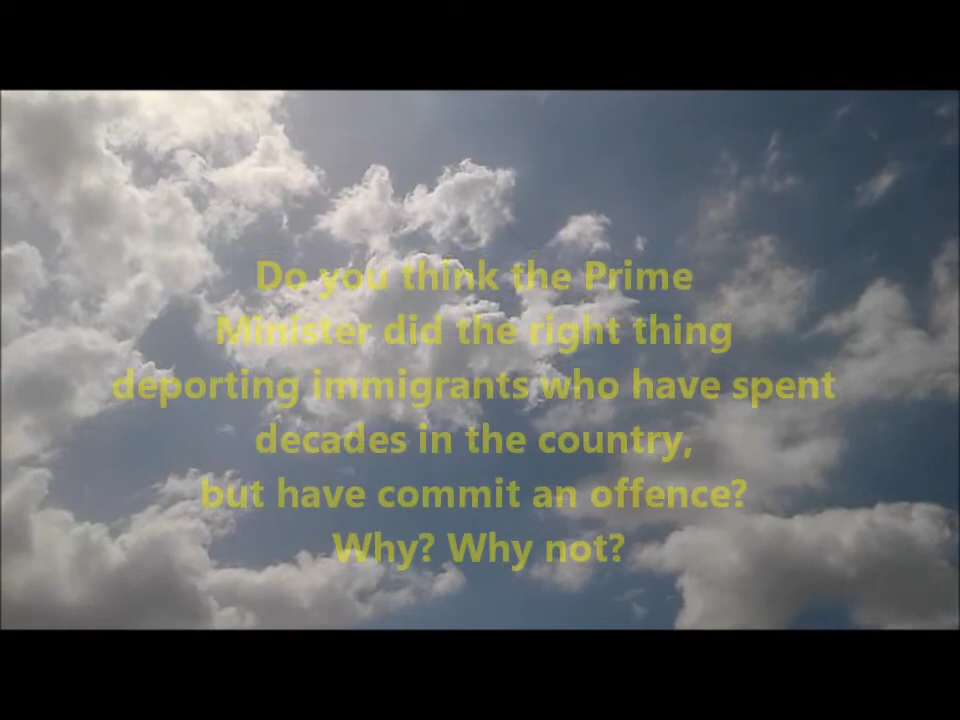 Do you think the Prime
Minister did the right thing
deporting immigrants who have spent
decades in the country,
but have commit an offence?
Why? Why not?